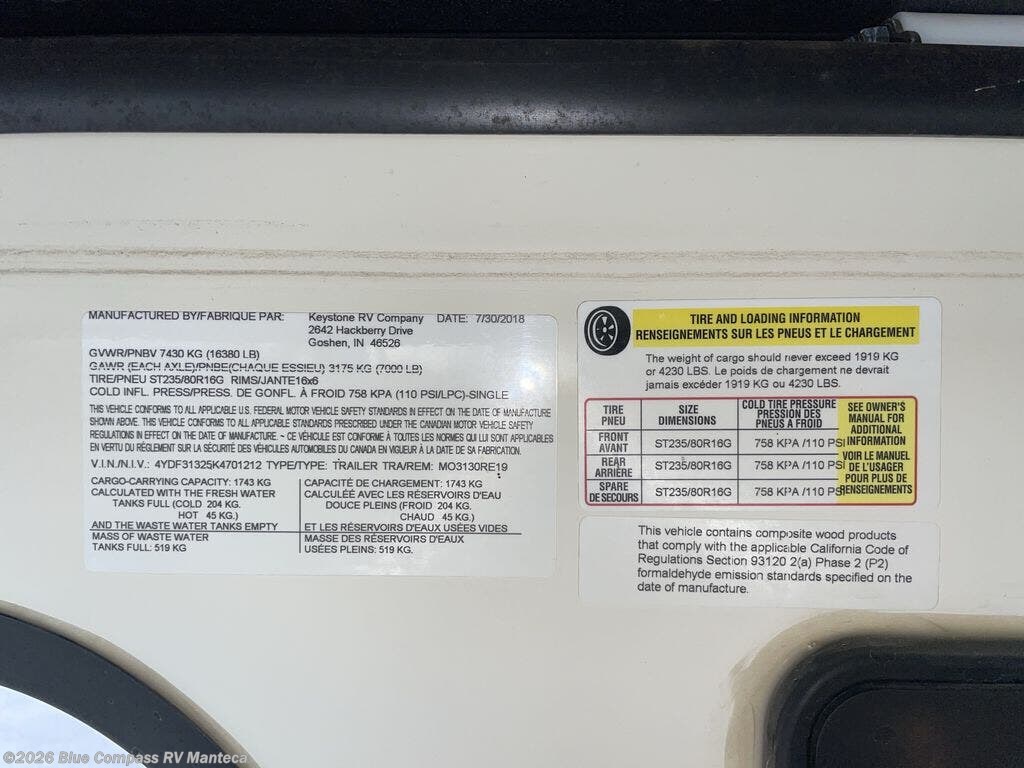 MANUFACTURED BY/FABRIQUE PAR: Keystone RV Company DATE: 7/30/2018
2642 Hackberry Drive
Goshen, IN 46526
GVWR/PNBV 7430 KG (16380 LB)
GAWR (EACH AXLE)/PNBE(CHAQUE ESSIEU) 3175 KG (7000 LB)
TIRE/PNEU ST235/80R16G RIMS/JANTE16x6
COLD INFL. PRESS/PRESS. DE GONFL. À FROID 758 KPA (110 PSI/LPC)-SINGLE
THIS VEHICLE CONFORMS TO ALL APPLICABLE U.S. FEDERAL MOTOR VEHICLE SAFETY STANDARDS IN EFFECT ON THE DATE OF MANUFACTURE
SHOWN ABOVE. THIS VEHICLE CONFORMS TO ALL APPLICABLE STANDARDS PRESCRIBED UNDER THE CANADIAN MOTOR VEHICLE SAFETY
REGULATIONS IN EFFECT ON THE DATE OF MANUFACTURE. ~ CE VÉHICULE EST CONFORME À TOUTES LES NORMES QUI LUI SONT APPLICABLES
EN VERTU DU RÉGLEMENT SUR LA SÉCURITÉ DES VÉHICULES AUTOMOBILES DU CANADA EN VIGUEUR À LA DATE DE SA FABRICATION.
V.I.N./N.I.V.: 4YDF31325K4701212 TYPE/TYPE: TRAILER TRA/REM: MO3130RE19
CARGO-CARRYING CAPACITY: 1743 KG
CALCULATED WITH THE FRESH WATER
TANKS FULL (COLD 204 KG.
HOT 45 KG.)
AND THE WASTE WATER TANKS EMPTY
MASS OF WASTE WATER
TANKS FULL: 519 KG
CAPACITÉ DE CHARGEMENT: 1743 KG
CALCULÉE AVEC LES RÉSERVOIRS D'EAU
DOUCE PLEINS (FROID 204 KG.
CHAUD 45 KG.)
ET LES RÉSERVOIRS D'EAU USÉES VIDES
MASSE DES RÉSERVOIRS D'EAUX
USÉES PLEINS: 519 KG.
TIRE AND LOADING INFORMATION
RENSEIGNEMENTS SUR LES PNEUS ET LE CHARGEMENT
The weight of cargo should never exceed 1919 KG
or 4230 LBS. Le poids de chargement ne devrait
jamais excéder 1919 KG ou 4230 LBS.
TIRE PNEU SIZE DIMENSIONS COLD TIRE PRESSURE PRESSION DES PNEUS A FROID
FRONT AVANT ST235/80R16G 758 KPA /110 PSI
REAR ARRIÈRE ST235/80R16G 758 KPA /110 PSI
SPARE DE SECOURS ST235/80R16G 758 KPA /110 PSI
SEE OWNER'S
MANUAL FOR
ADDITIONAL
INFORMATION
VOIR LE MANUEL
DE L'USAGER
POUR PLUS DE
RENSEIGNEMENTS
This vehicle contains composite wood products
that comply with the applicable California Code of
Regulations Section 93120 2(a) Phase 2 (P2)
formaldehyde emission standards specified on the
date of manufacture.
©2026 Blue Compass RV Manteca